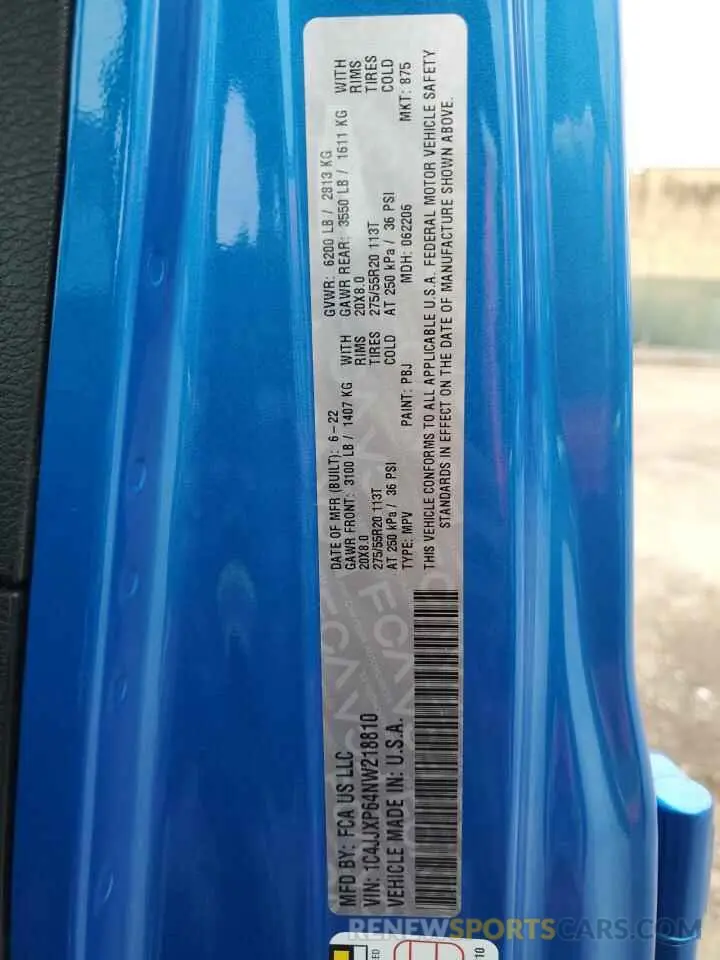 MFD BY: FCA US LLC
DATE OF MFR (BUILT): 6-22
GVWR: 6200 LB / 2813 KG
VIN: 1C4JJXP64NW218810
GAWR FRONT: 3100 LB / 1407 KG WITH
GAWR REAR: 3550 LB / 1611 KG WITH
20X8.0 RIMS
20X8.0 RIMS
275/55R20 113T TIRES
275/55R20 113T TIRES
AT 250 kPa / 36 PSI COLD
AT 250 kPa / 36 PSI COLD
VEHICLE MADE IN: U.S.A.
TYPE: MPV PAINT: PBJ MDH: 062206 MKT: 875
THIS VEHICLE CONFORMS TO ALL APPLICABLE U.S.A. FEDERAL MOTOR VEHICLE SAFETY
STANDARDS IN EFFECT ON THE DATE OF MANUFACTURE SHOWN ABOVE.
RENEWSPORTSCARS.COM